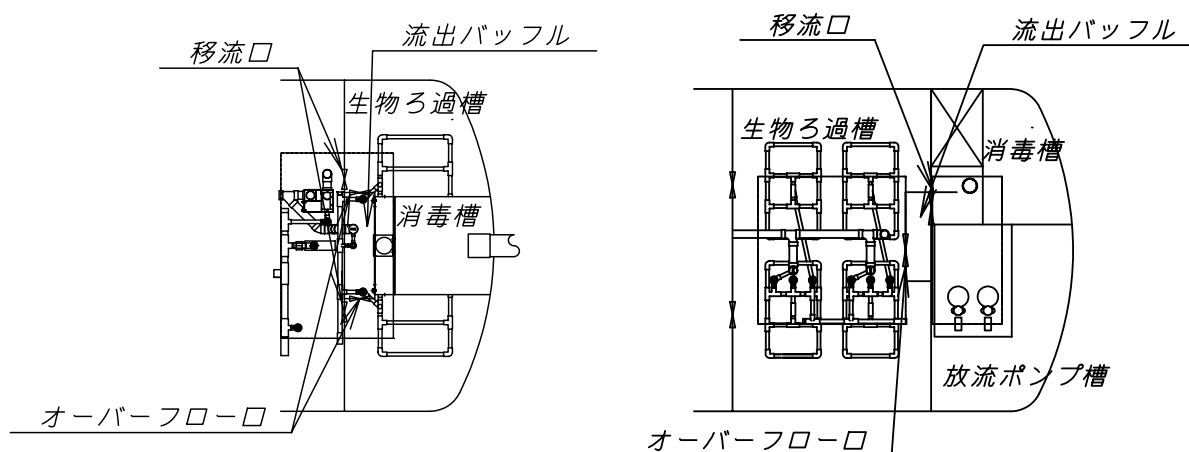 移流口
流出バッフル
生物ろ過槽
消毒槽
オーバーフロー口
移流口
流出バッフル
生物ろ過槽
消毒槽
放流ポンプ槽
オーバーフロー口